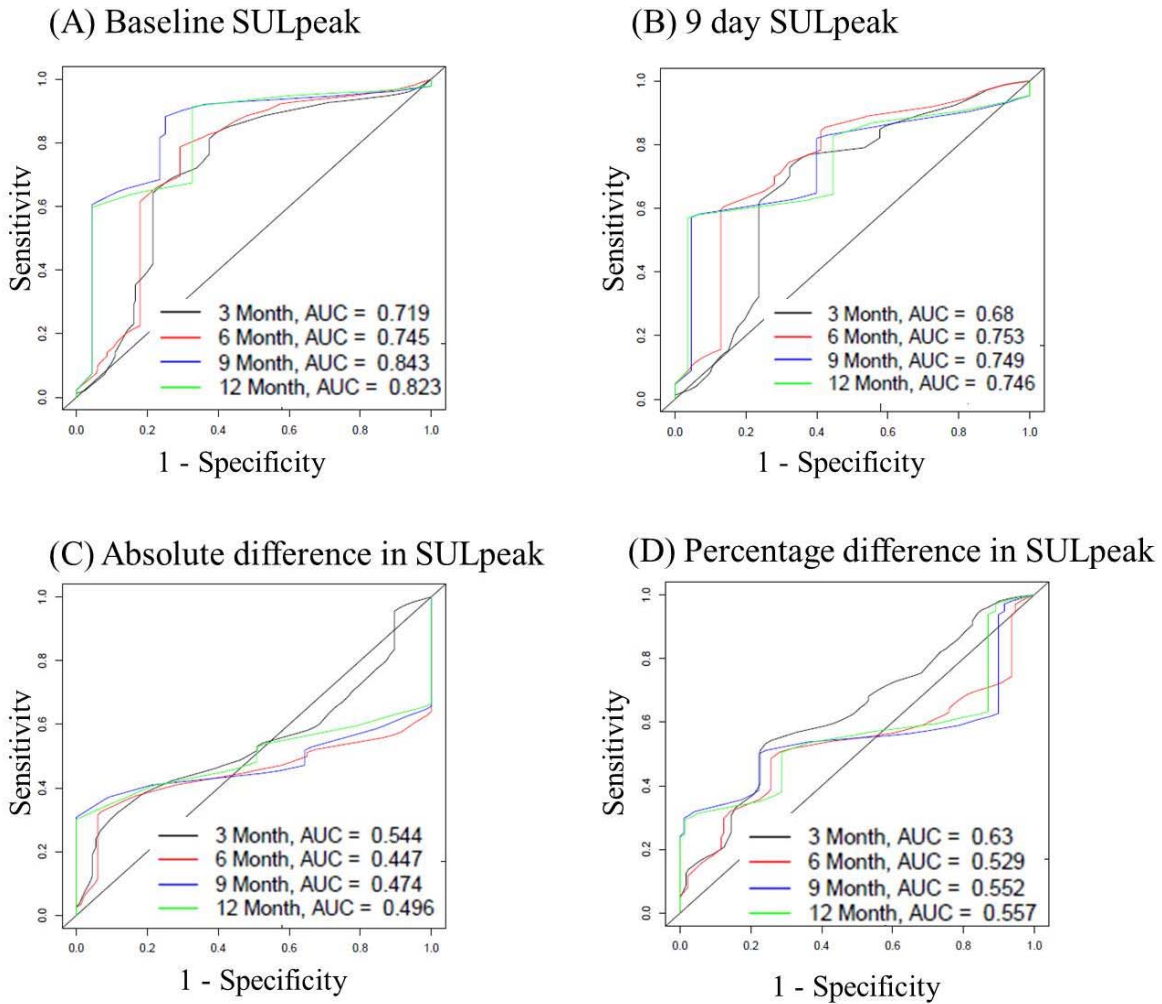 (A) Baseline SULpeak
Sensitivity
1.0
0.8
0.6
0.4
0.2
0.0
3 Month, AUC = 0.719
6 Month, AUC = 0.745
9 Month, AUC = 0.843
12 Month, AUC = 0.823
0.0 0.2 0.4 0.6 0.8 1.0
1 - Specificity
(B) 9 day SULpeak
Sensitivity
1.0
0.8
0.6
0.4
0.2
0.0
3 Month, AUC = 0.68
6 Month, AUC = 0.753
9 Month, AUC = 0.749
12 Month, AUC = 0.746
0.0 0.2 0.4 0.6 0.8 1.0
1 - Specificity
(C) Absolute difference in SULpeak
Sensitivity
1.0
0.8
0.6
0.4
0.2
0.0
3 Month, AUC = 0.544
6 Month, AUC = 0.447
9 Month, AUC = 0.474
12 Month, AUC = 0.496
0.0 0.2 0.4 0.6 0.8 1.0
1 - Specificity
(D) Percentage difference in SULpeak
Sensitivity
1.0
0.8
0.6
0.4
0.2
0.0
3 Month, AUC = 0.63
6 Month, AUC = 0.529
9 Month, AUC = 0.552
12 Month, AUC = 0.557
0.0 0.2 0.4 0.6 0.8 1.0
1 - Specificity